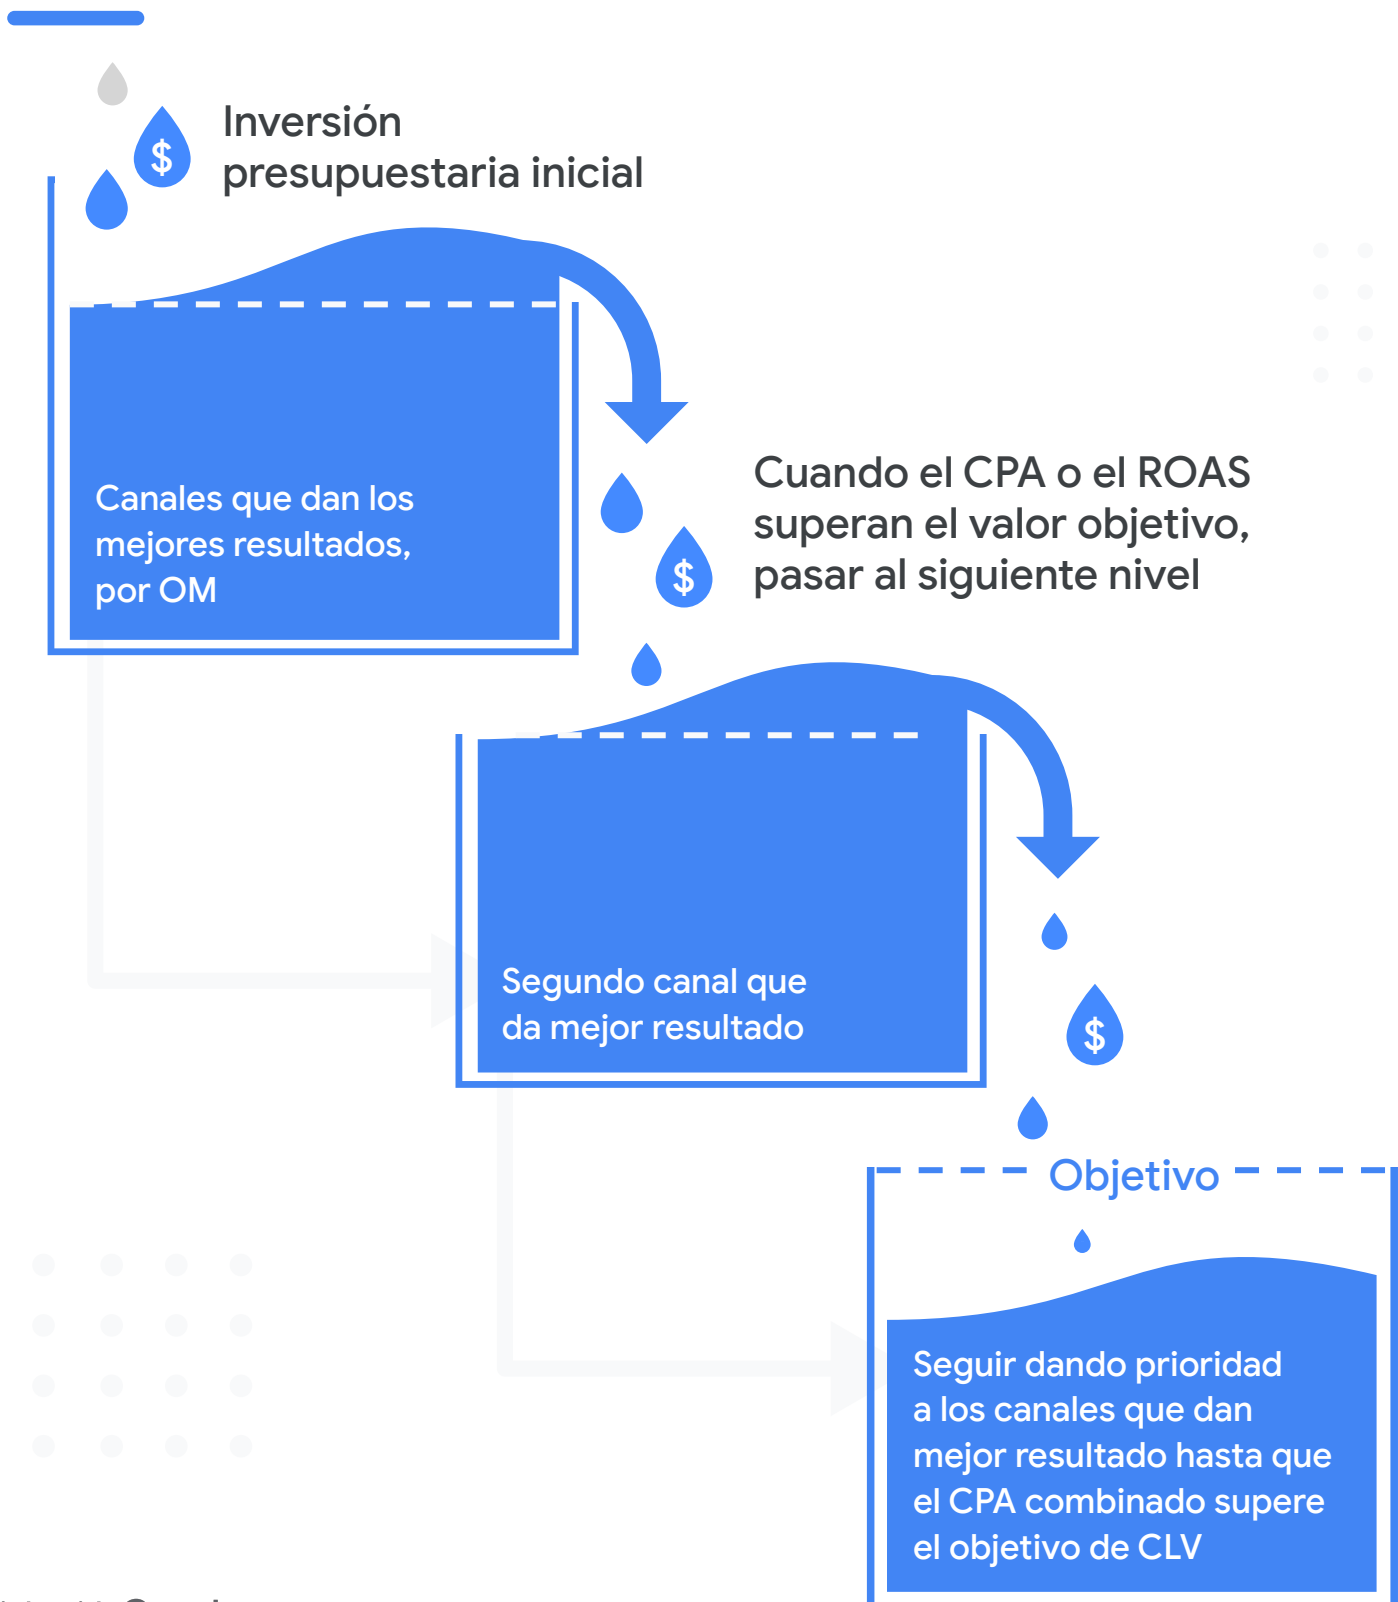 $
Inversión
presupuestaria inicial
Canales que dan los
mejores resultados,
por OM
Cuando el CPA o el ROAS
superan el valor objetivo,
pasar al siguiente nivel
$
Segundo canal que
da mejor resultado
$
Objetivo
Seguir dando prioridad
a los canales que dan
mejor resultado hasta que
el CPA combinado supere
el objetivo de CLV